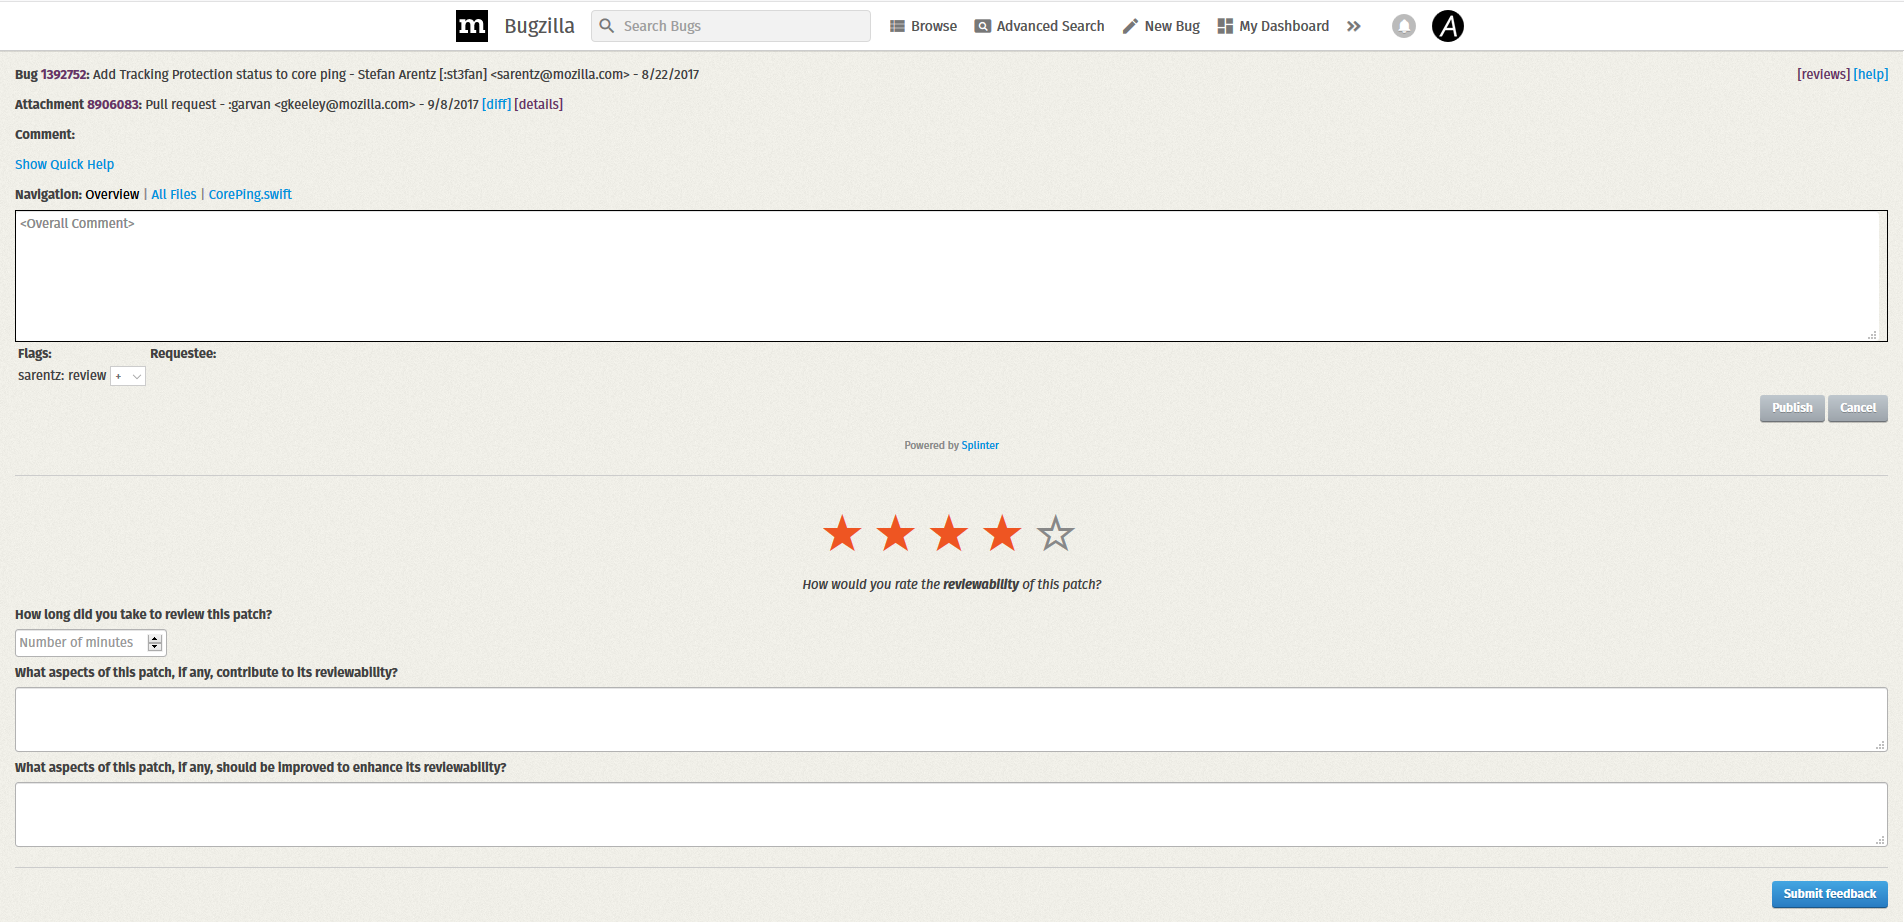 m Bugzilla Search Bugs Browse Advanced Search New Bug My Dashboard » A
Bug 1392752: Add Tracking Protection status to core ping - Stefan Arentz [:st3fan] <sarentz@mozilla.com> - 8/22/2017 [reviews] [help]
Attachment 8906083: Pull request - :garvan <gkeeley@mozilla.com> - 9/8/2017 [diff] [details]
Comment:
Show Quick Help
Navigation: Overview | All Files | CorePing.swift
<Overall Comment>
Flags: Requestee:
sarentz: review +
Publish Cancel
Powered by Splinter
How would you rate the reviewability of this patch?
How long did you take to review this patch?
Number of minutes
What aspects of this patch, if any, contribute to its reviewability?
What aspects of this patch, if any, should be improved to enhance its reviewability?
Submit feedback